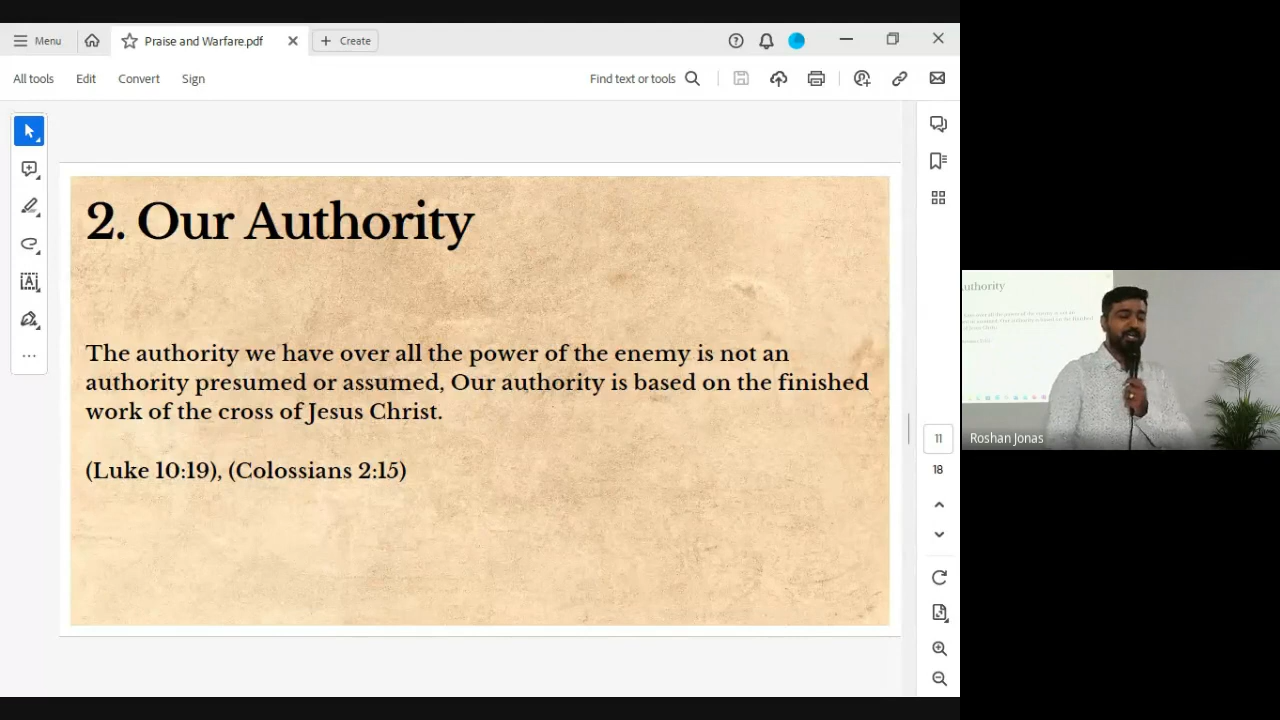 Menu
Praise and Warfare.pdf
Create
All tools
Edit
Convert
Sign
Find text or tools
2. Our Authority
The authority we have over all the power of the enemy is not an
authority presumed or assumed, Our authority is based on the finished
work of the cross of Jesus Christ.
(Luke 10:19), (Colossians 2:15)
11
18
uthority
Roshan Jonas